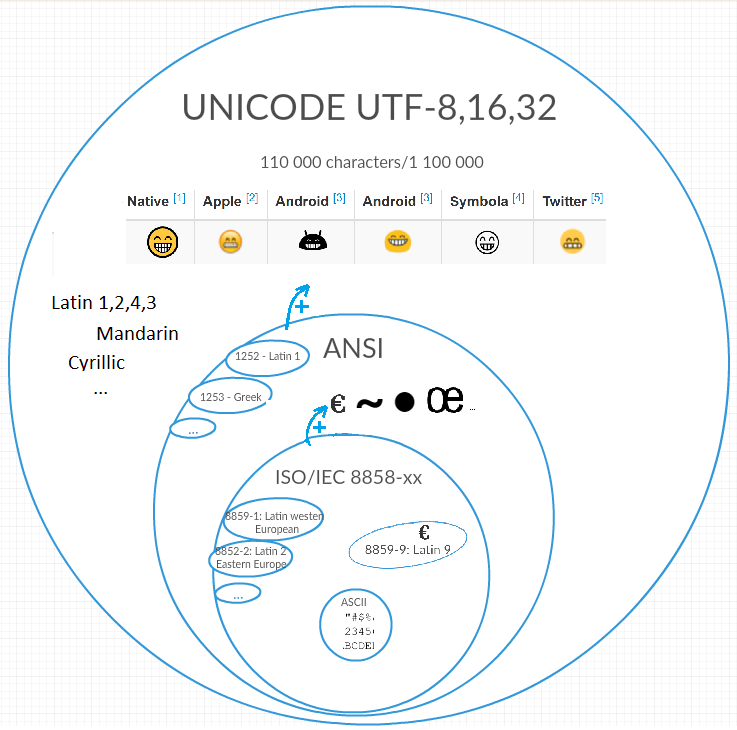 UNICODE UTF-8,16,32
110 000 characters/1 100 000
Native [1] Apple [2] Android [3] Android [3] Symbola [4] Twitter [5]
Latin 1,2,4,3
Mandarin
Cyrillic
...
ANSI
1252 - Latin 1
1253 - Greek
...
€ ~ • œ ...
ISO/IEC 8858-xx
8859-1: Latin wester
European
8852-2: Latin 2
Eastern Europe
...
€
8859-9: Latin 9
ASCII
"#$%
2345
.BCDE